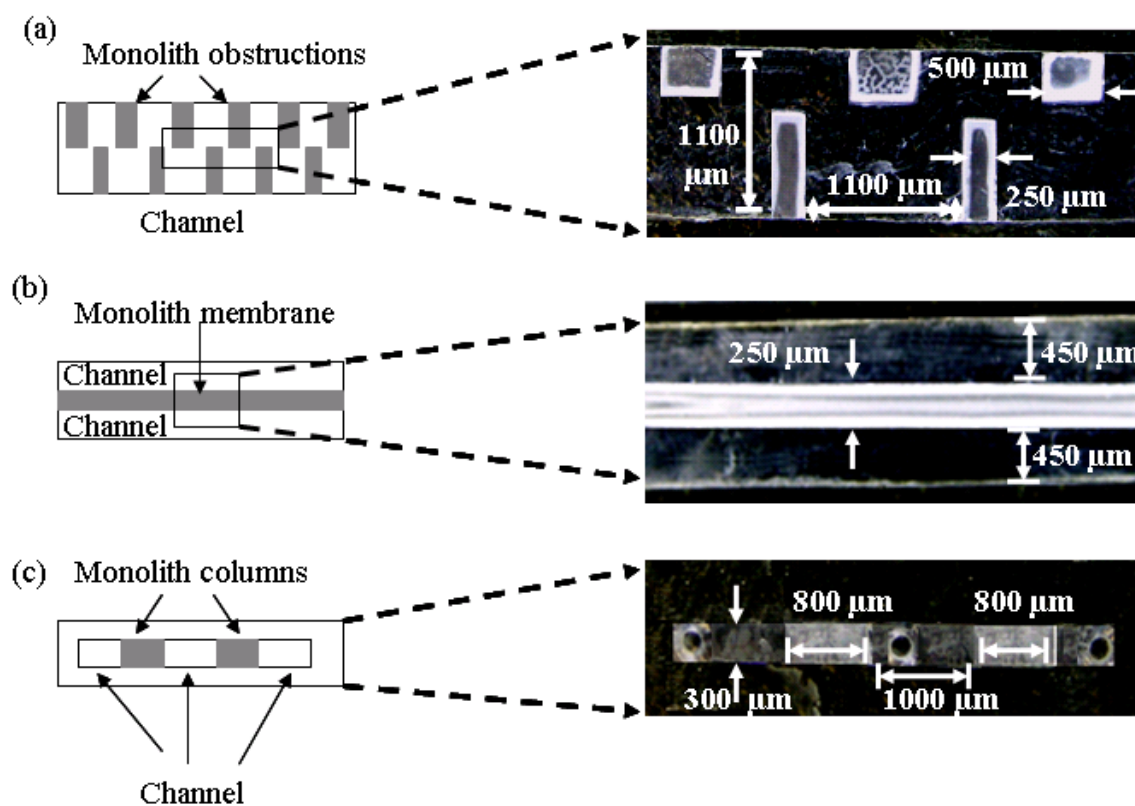 (a)
Monolith obstructions
Channel
500 µm
1100
µm
1100 µm
250 µm
(b)
Monolith membrane
Channel
Channel
250 µm
450 µm
450 µm
(c)
Monolith columns
Channel
800 µm
800 µm
300 µm
1000 µm